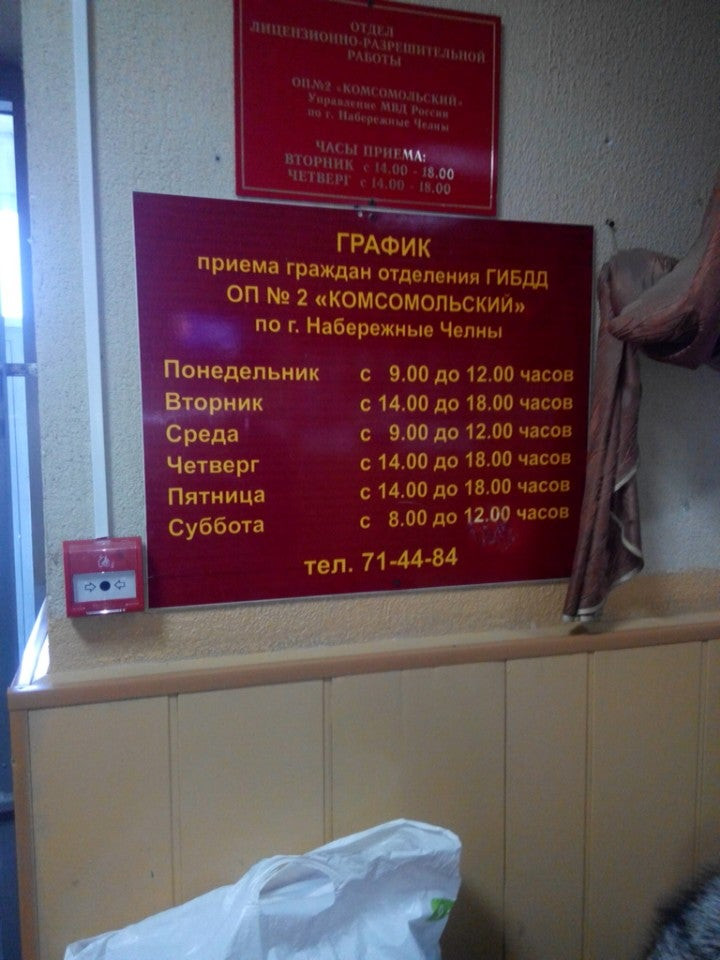 ОТДЕЛ
ЛИЦЕНЗИОННО-РАЗРЕШИТЕЛЬНОЙ
РАБОТЫ
ОП№2 «КОМСОМОЛЬСКИЙ»
Управление МВД России
по г. Набережные Челны
ЧАСЫ ПРИЕМА:
ВТОРНИК с 14.00 - 18.00
ЧЕТВЕРГ с 14.00 - 18.00
ГРАФИК
приема граждан отделения ГИБДД
ОП № 2 «КОМСОМОЛЬСКИЙ»
по г. Набережные Челны
Понедельник с 9.00 до 12.00 часов
Вторник с 14.00 до 18.00 часов
Среда с 9.00 до 12.00 часов
Четверг с 14.00 до 18.00 часов
Пятница с 14.00 до 18.00 часов
Суббота с 8.00 до 12.00 часов
тел. 71-44-84